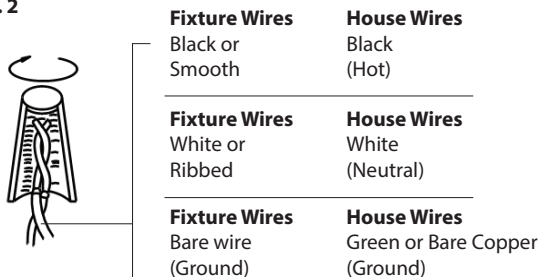 . 2
Fixture Wires House Wires
Black or Black
Smooth (Hot)
Fixture Wires House Wires
White or White
Ribbed (Neutral)
Fixture Wires House Wires
Bare wire Green or Bare Copper
(Ground) (Ground)